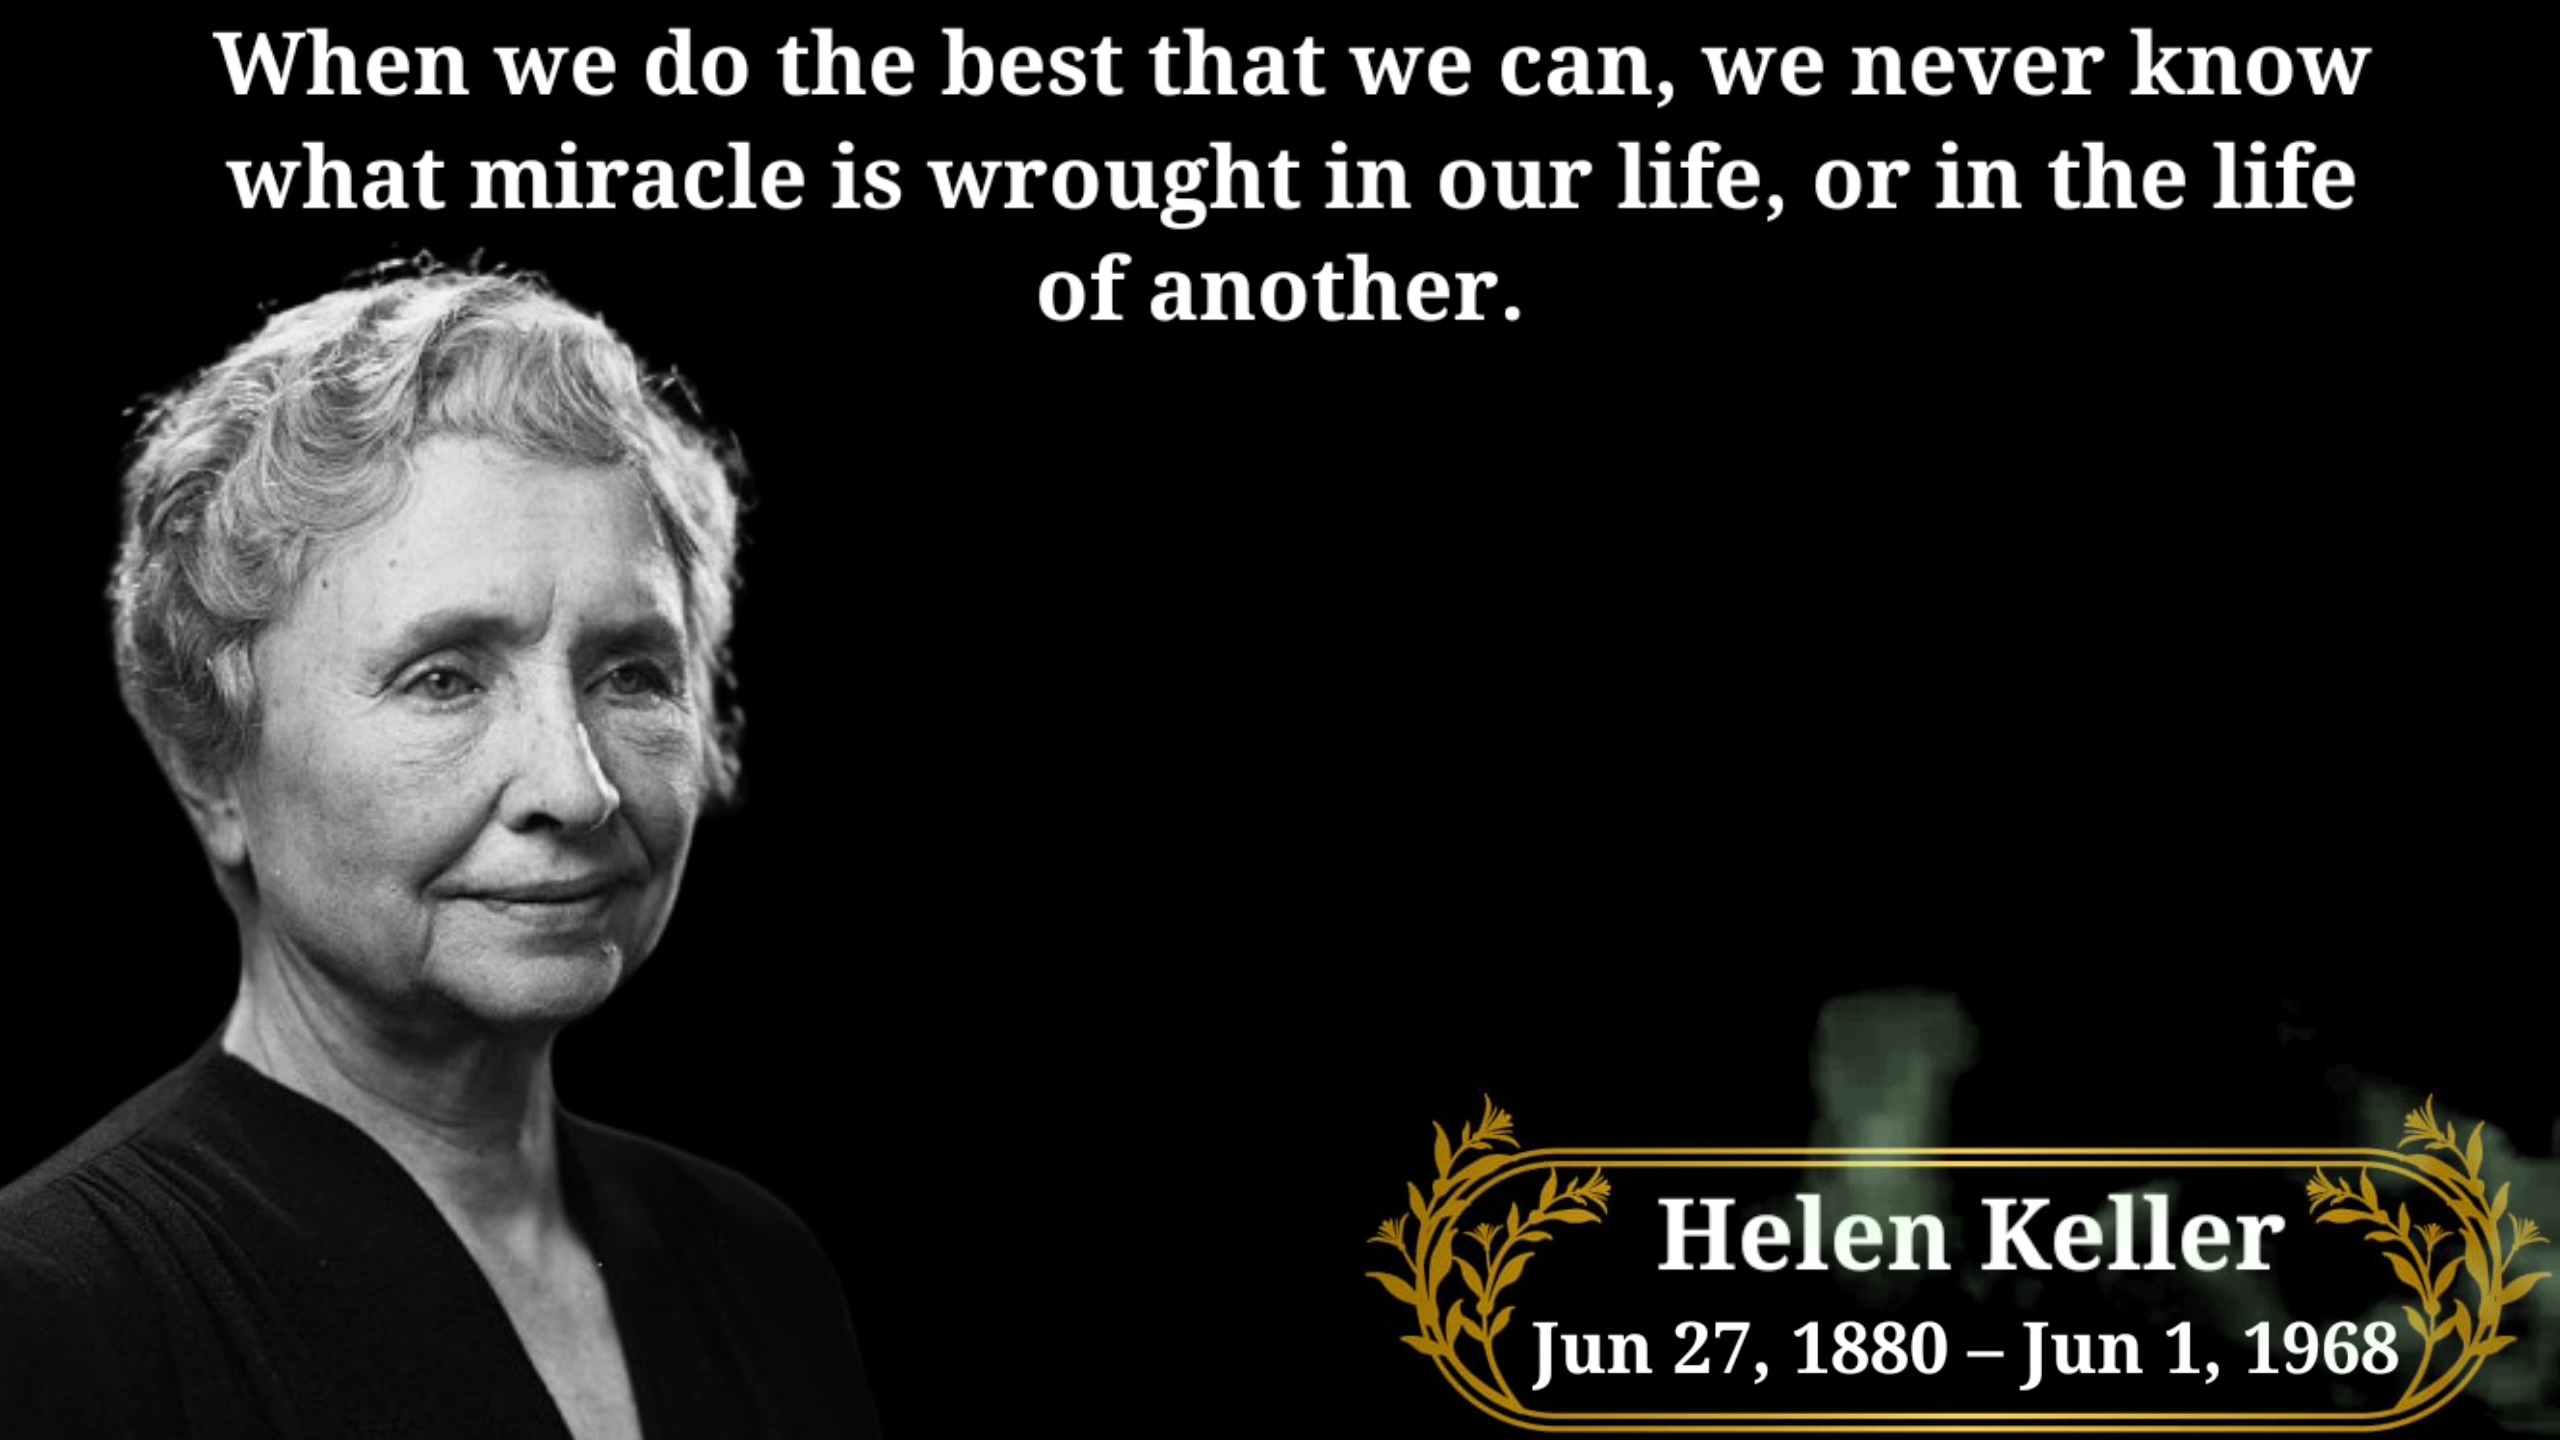 When we do the best that we can, we never know
what miracle is wrought in our life, or in the life
of another.
Helen Keller
Jun 27, 1880 – Jun 1, 1968